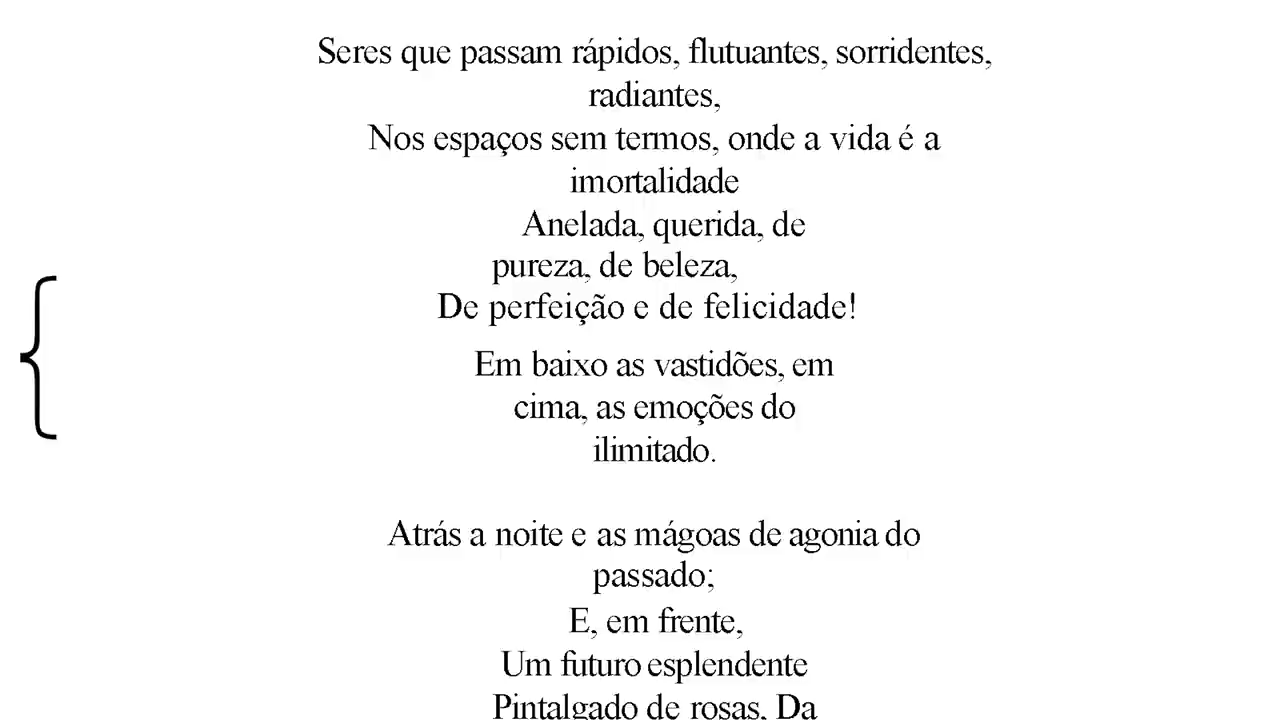 Seres que passam rápidos, flutuantes, sorridentes,
radiantes,
Nos espaços sem termos, onde a vida é a
imortalidade
Anelada, querida, de
pureza, de beleza,
De perfeição e de felicidade!
Em baixo as vastidões, em
cima, as emoções do
ilimitado.
Atrás a noite e as mágoas de agonia do
passado;
E, em frente,
Um futuro esplendente
Pintalgado de rosas, Da